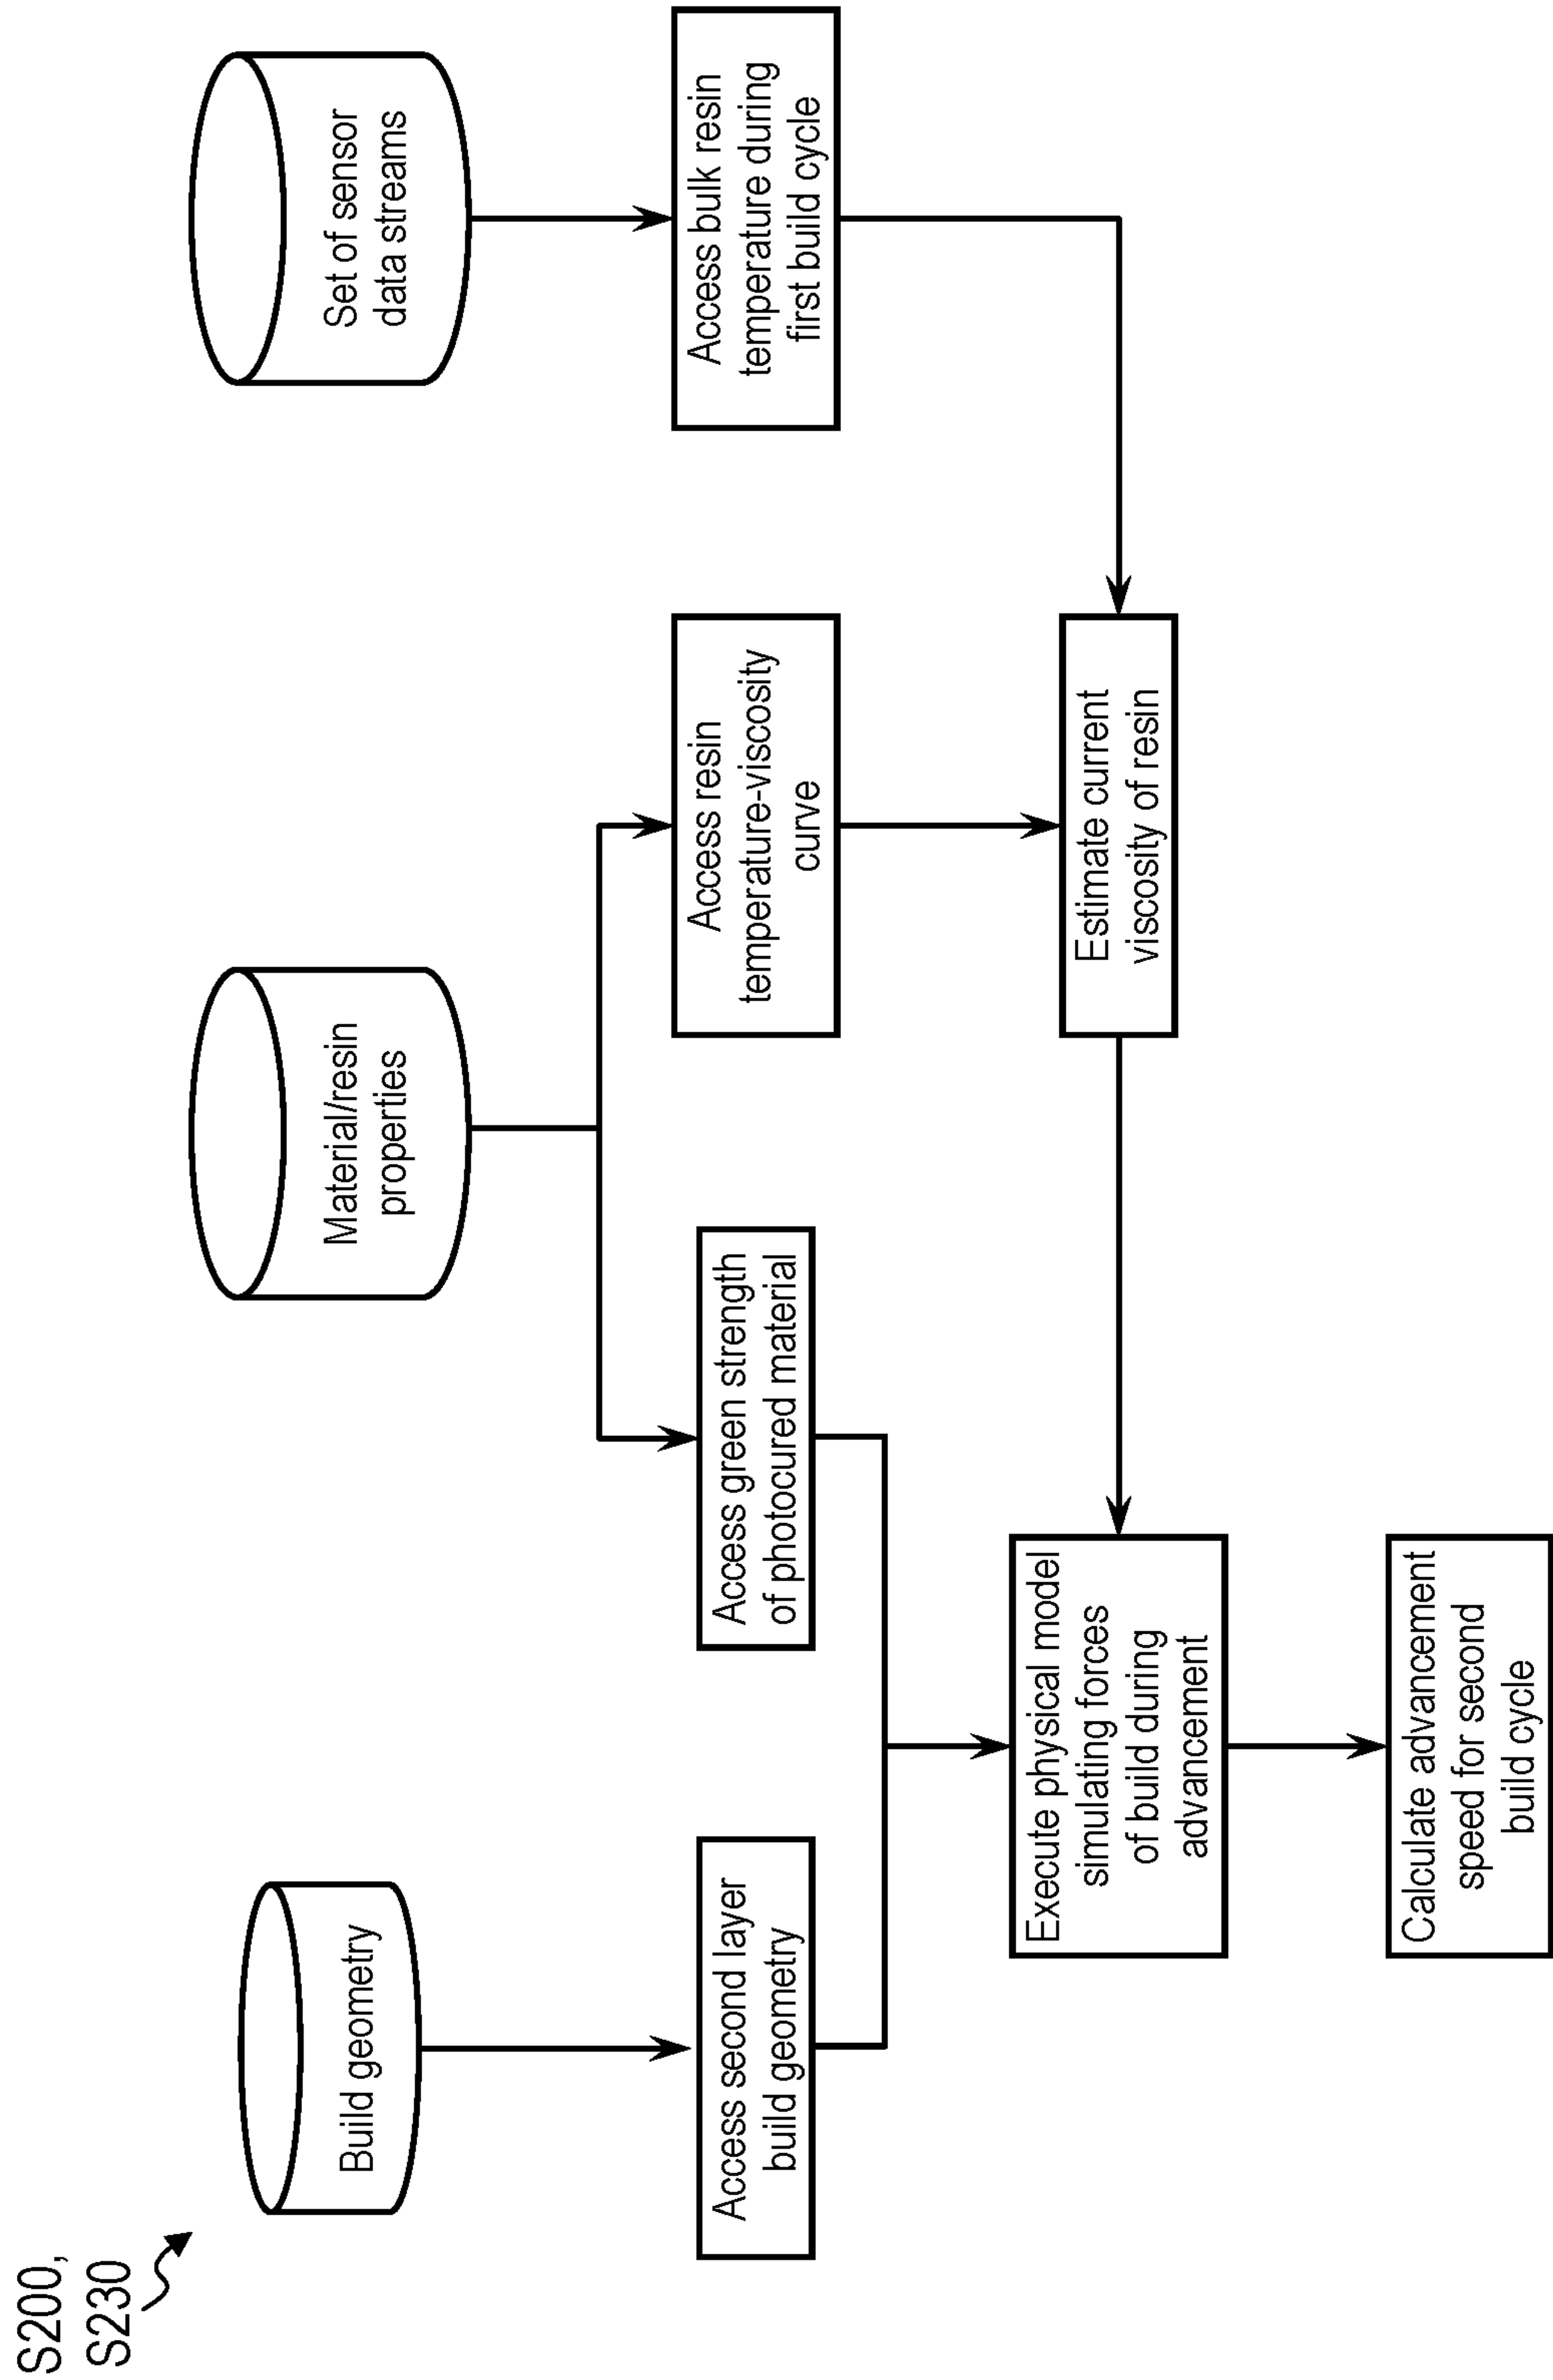 S200,
S230
Build geometry
Material/resin
properties
Set of sensor
data streams
Access second layer
build geometry
Access green strength
of photocured material
Access resin
temperature-viscosity
curve
Access bulk resin
temperature during
first build cycle
Execute physical model
simulating forces
of build during
advancement
Estimate current
viscosity of resin
Calculate advancement
speed for second
build cycle